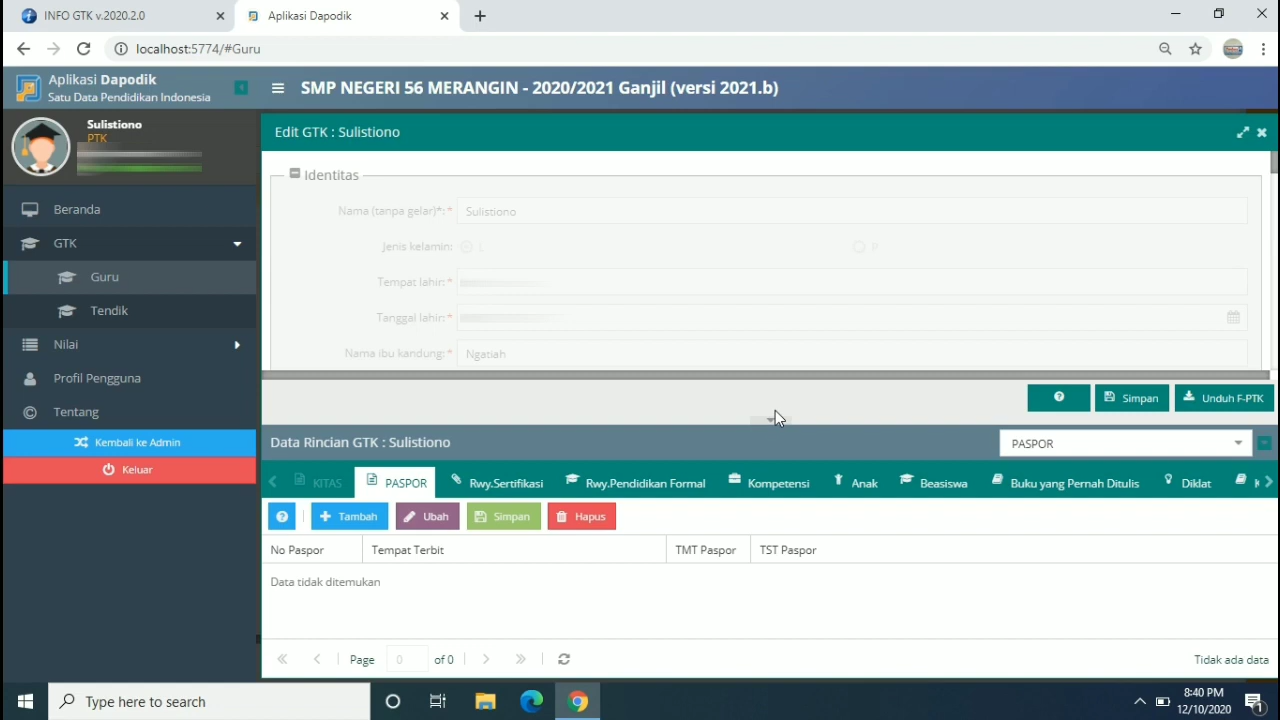 INFO GTK v.2020.2.0
Aplikasi Dapodik
localhost:5774/#Guru
Aplikasi Dapodik
Satu Data Pendidikan Indonesia
SMP NEGERI 56 MERANGIN - 2020/2021 Ganjil (versi 2021.b)
Sulistiono
PTK
Beranda
GTK
Guru
Tendik
Nilai
Profil Pengguna
Tentang
Kembali ke Admin
Keluar
Edit GTK : Sulistiono
Identitas
Nama (tanpa gelar)*: * Sulistiono
Jenis kelamin: L P
Tempat lahir: *
Tanggal lahir: *
Nama ibu kandung: * Ngatiah
Simpan Unduh F-PTK
Data Rincian GTK : Sulistiono PASPOR
KITAS PASPOR Rwy.Sertifikasi Rwy.Pendidikan Formal Kompetensi Anak Beasiswa Buku yang Pernah Ditulis Diklat
Tambah Ubah Simpan Hapus
No Paspor Tempat Terbit TMT Paspor TST Paspor
Data tidak ditemukan
Page 0 of 0 Tidak ada data
Type here to search
8:40 PM
12/10/2020
1